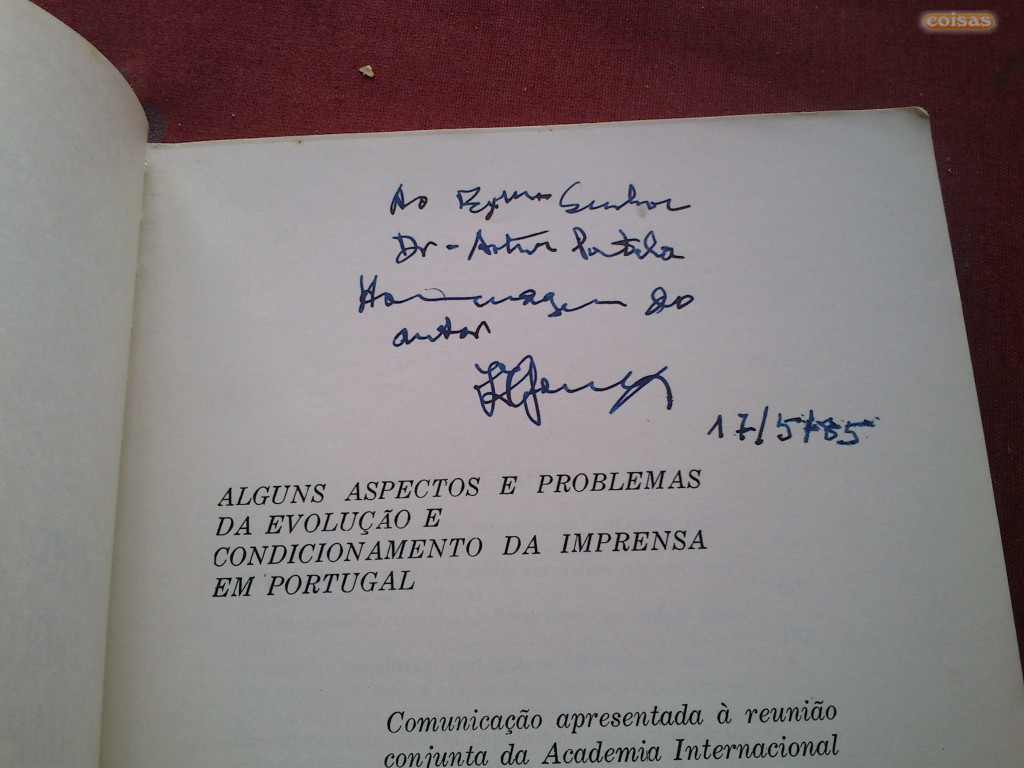 coisas
Ao Exmo Senhor
Dr - Artur Portela
Homenagem do
autor
17/5/85
ALGUNS ASPECTOS E PROBLEMAS
DA EVOLUÇÃO E
CONDICIONAMENTO DA IMPRENSA
EM PORTUGAL
Comunicação apresentada à reunião
conjunta da Academia Internacional